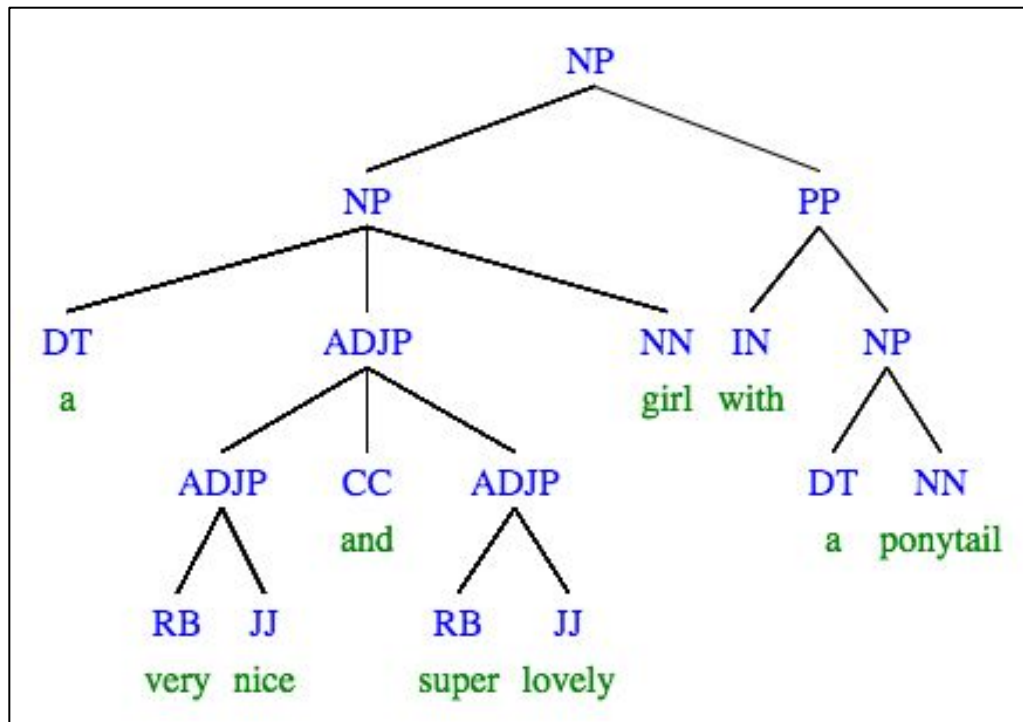 NP
NP PP
DT ADJP NN IN NP
a girl with
ADJP CC ADJP DT NN
and a ponytail
RB JJ RB JJ
very nice super lovely